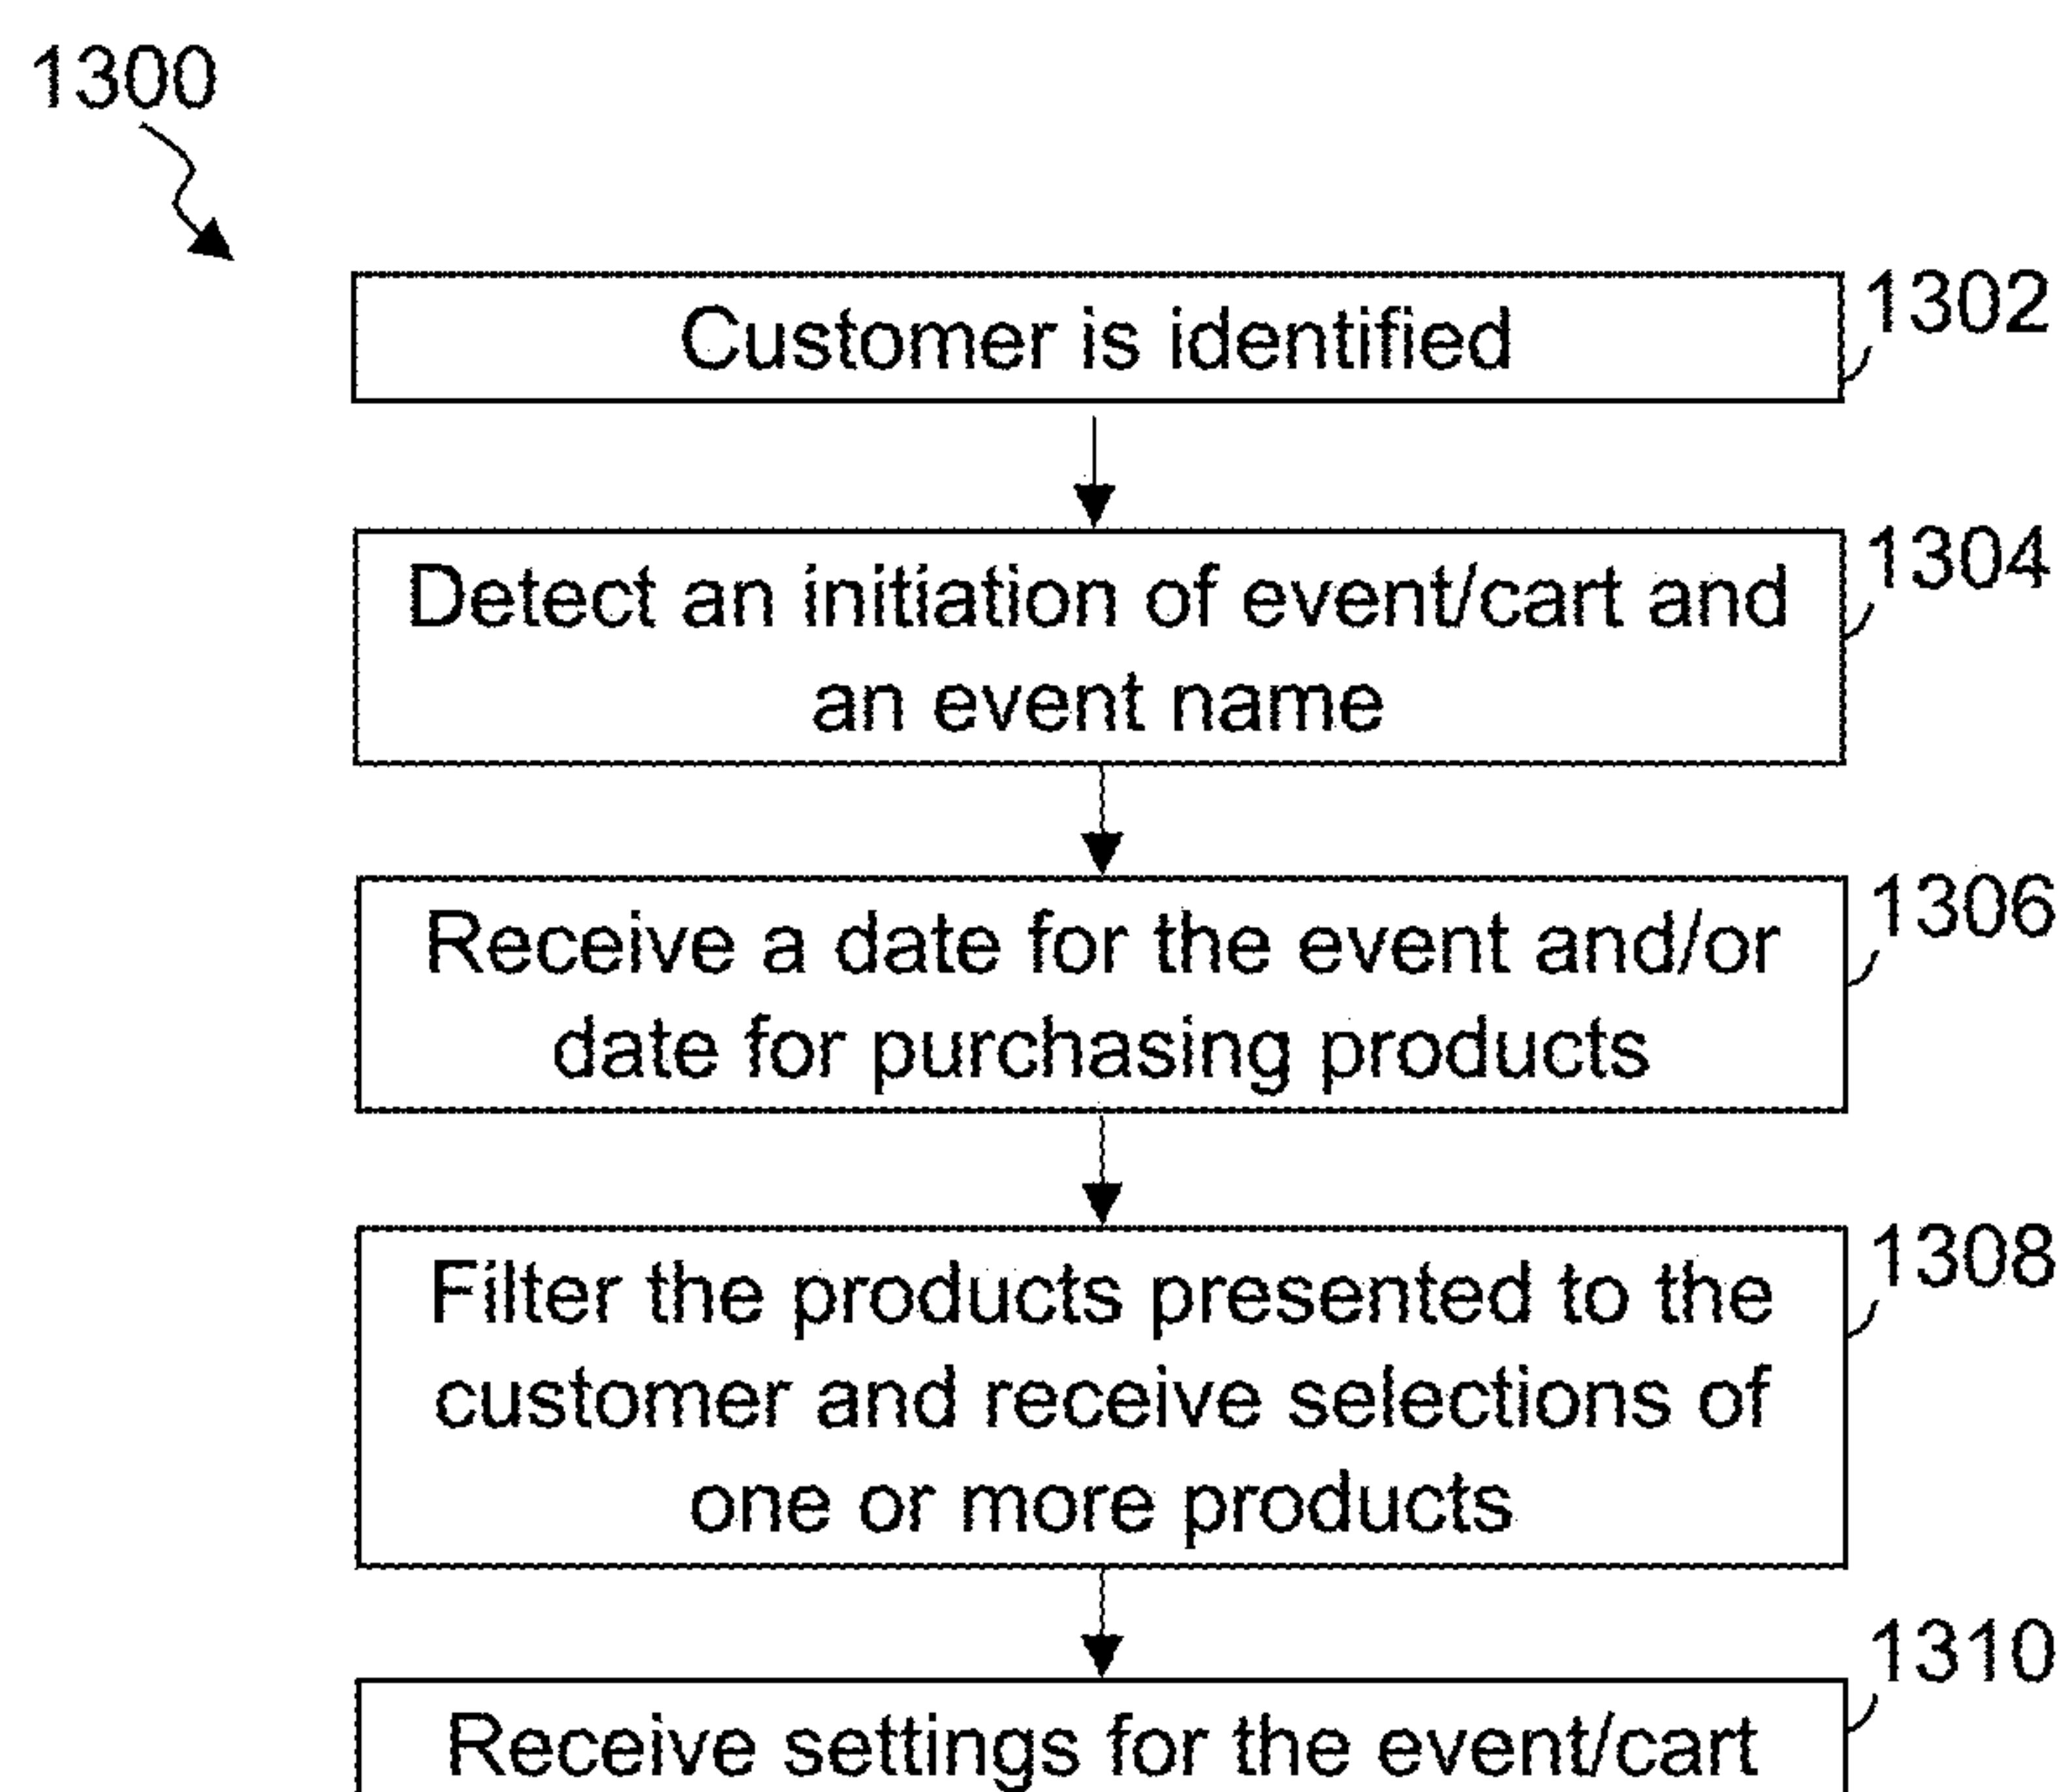 1300
Customer is identified
1302
Detect an initiation of event/cart and
an event name
1304
Receive a date for the event and/or
date for purchasing products
1306
Filter the products presented to the
customer and receive selections of
one or more products
1308
Receive settings for the event/cart
1310